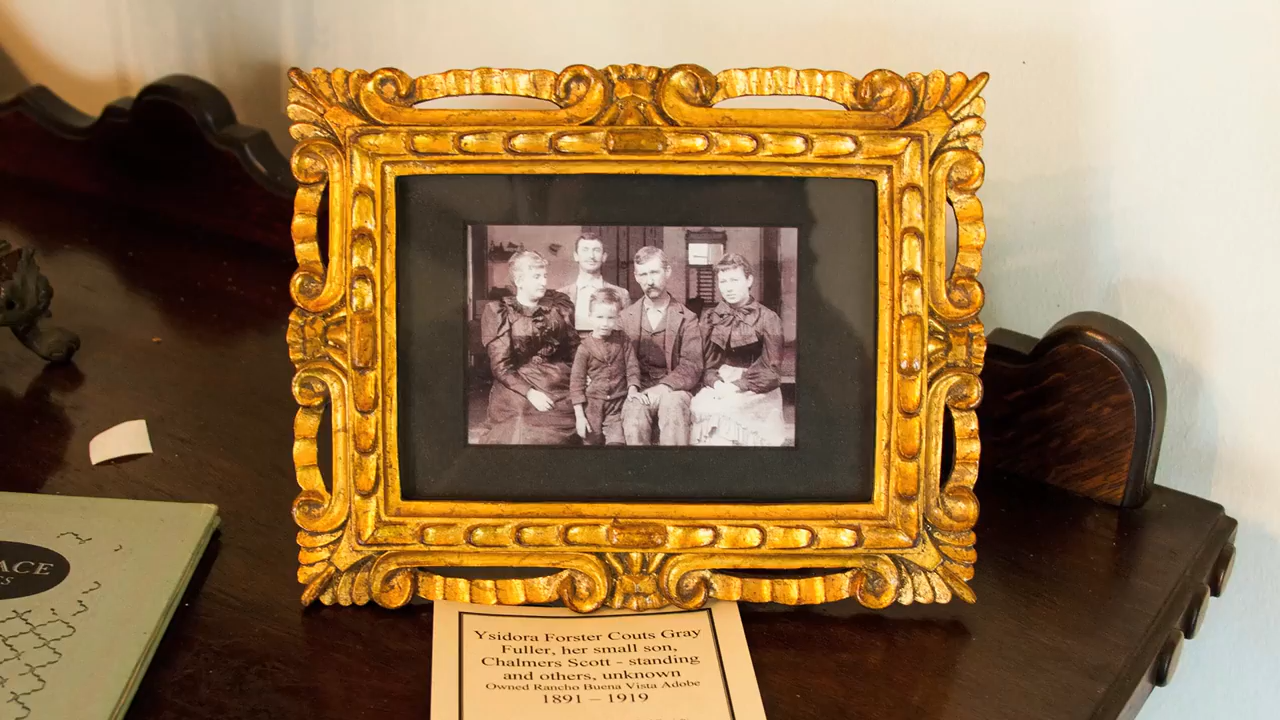 ACE
Ysidora Forster Couts Gray
Fuller, her small son,
Chalmers Scott - standing
and others, unknown
Owned Rancho Buena Vista Adobe
1891 – 1919